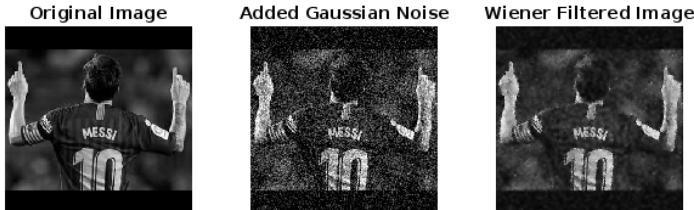 Original Image
Added Gaussian Noise
Wiener Filtered Image
MESSI
10
MESSI
10
MESSI
10